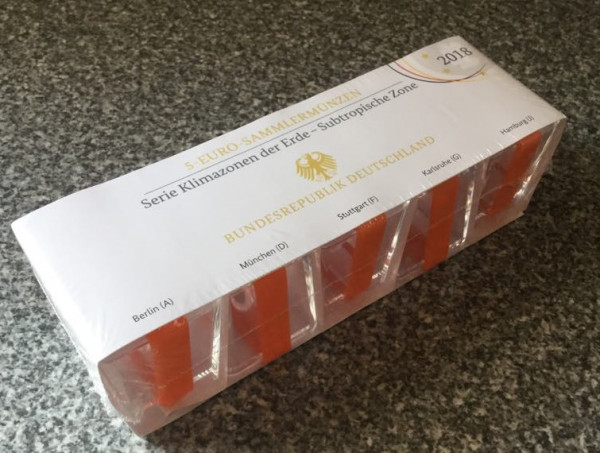 2018
5-EURO-SAMMLERMÜNZEN
Serie Klimazonen der Erde – Subtropische Zone
BUNDESREPUBLIK DEUTSCHLAND
Berlin (A)
München (D)
Stuttgart (F)
Karlsruhe (G)
Hamburg (J)